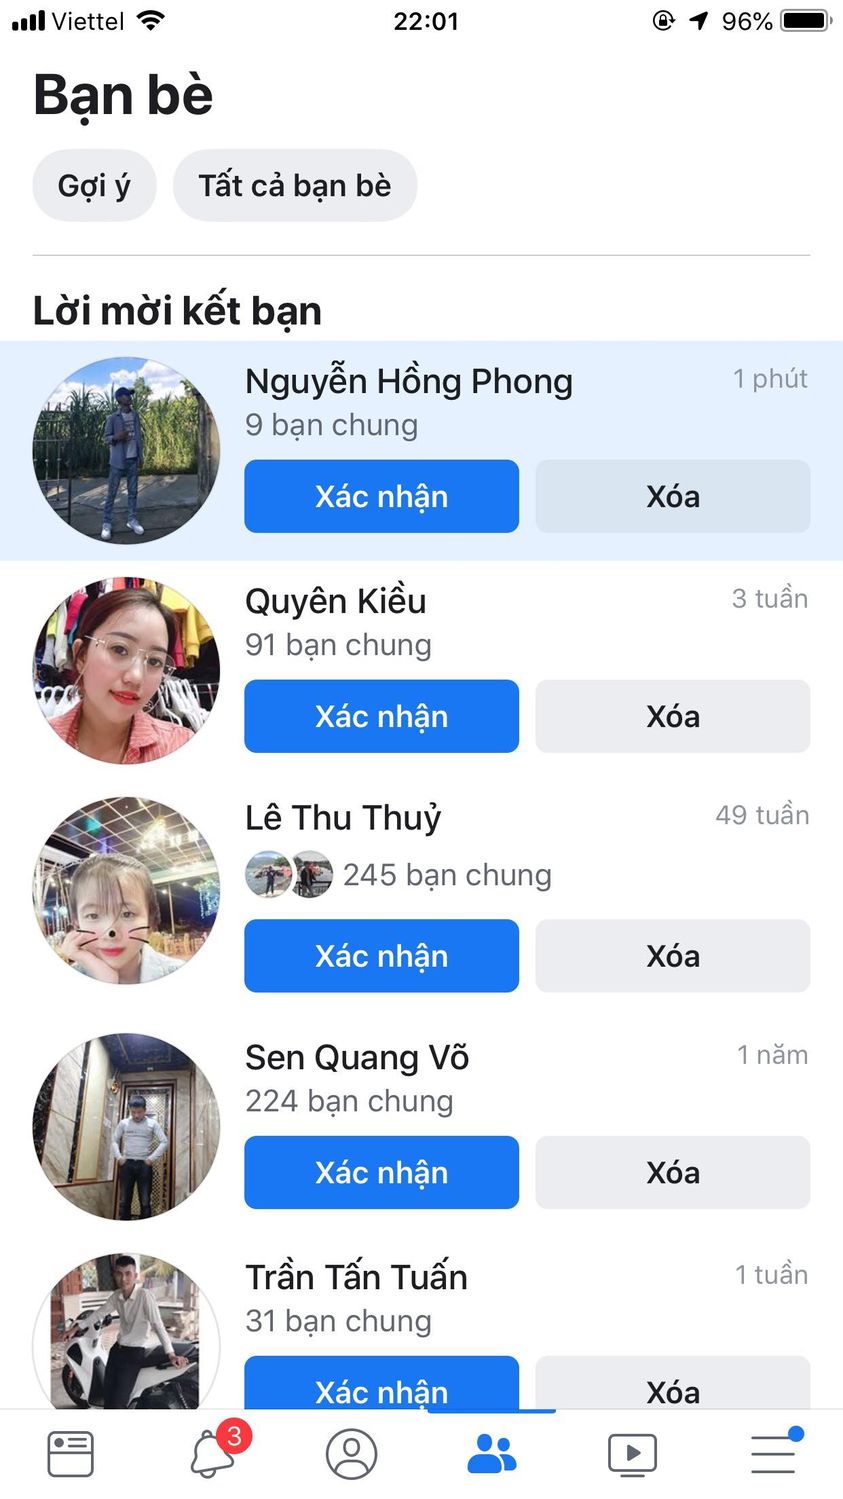 Viettel 22:01 96%
Bạn bè
Gợi ý Tất cả bạn bè
Lời mời kết bạn
Nguyễn Hồng Phong 1 phút
9 bạn chung
Xác nhận Xóa
Quyên Kiều 3 tuần
91 bạn chung
Xác nhận Xóa
Lê Thu Thuỷ 49 tuần
245 bạn chung
Xác nhận Xóa
Sen Quang Võ 1 năm
224 bạn chung
Xác nhận Xóa
Trần Tấn Tuấn 1 tuần
31 bạn chung
Xác nhận Xóa
3